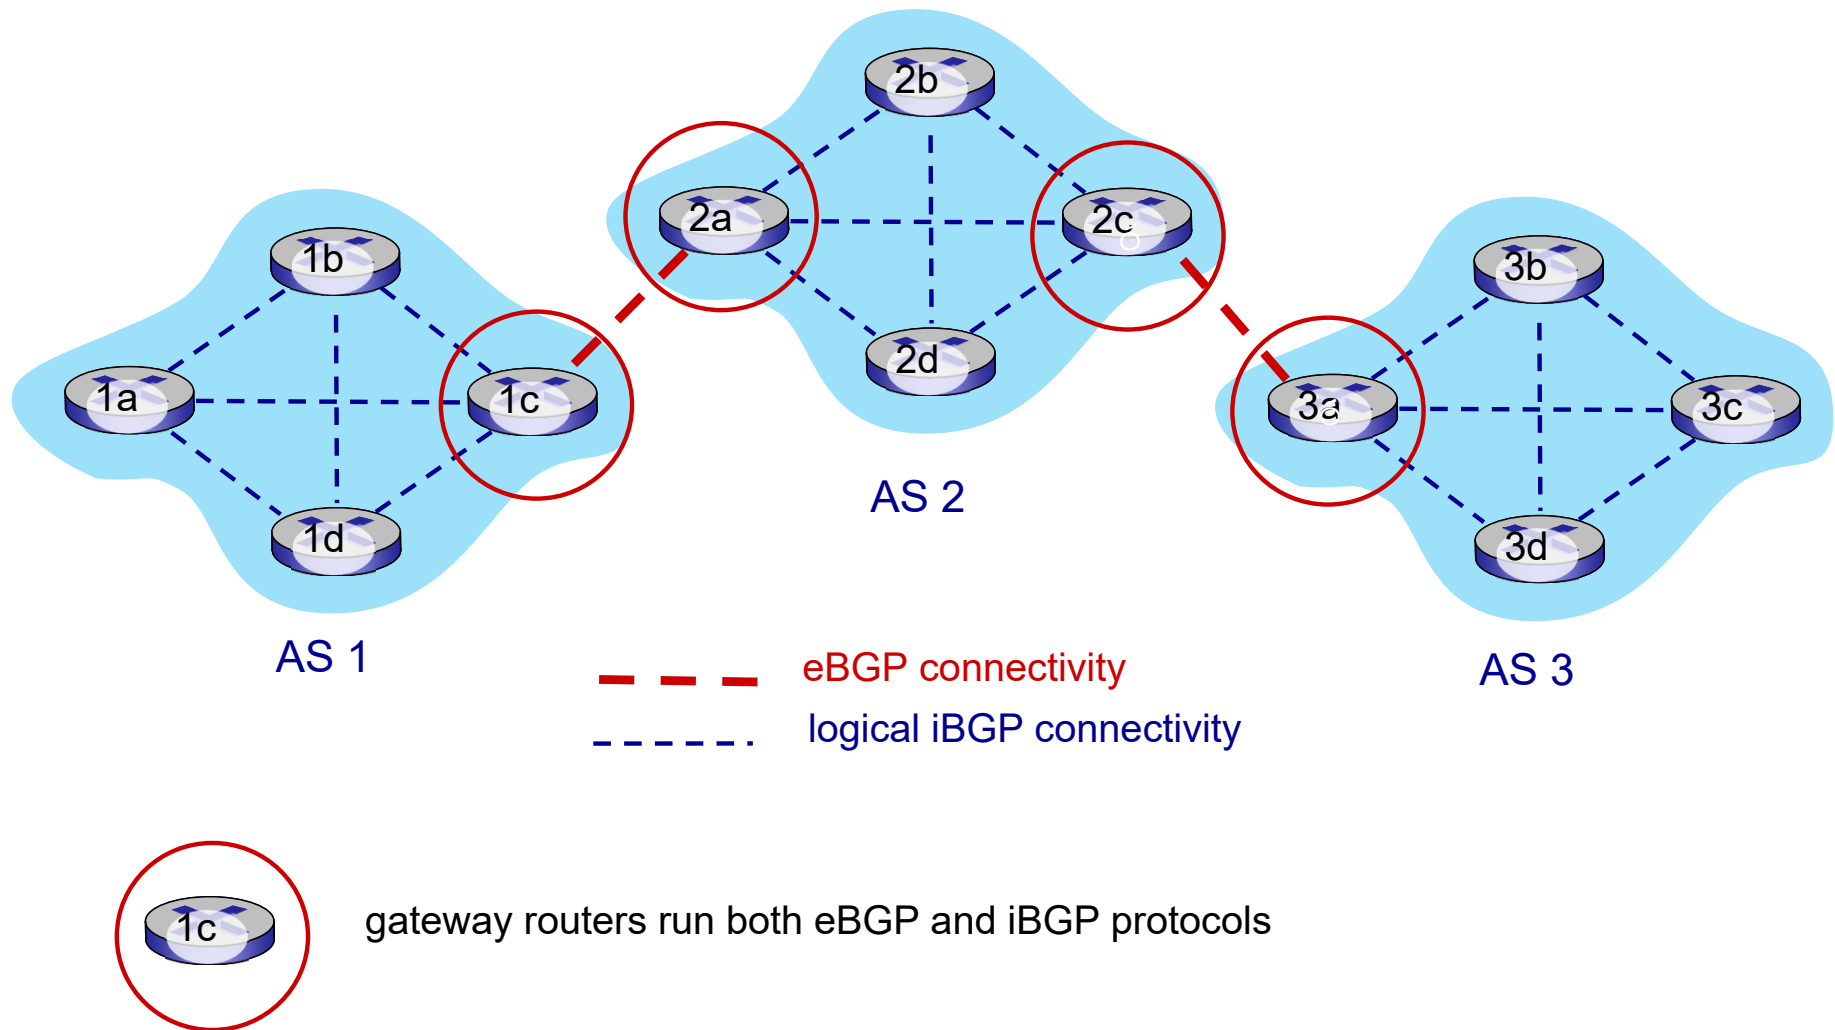 2b
2a
2c
2d
1b
1a
1c
1d
3b
3a
3c
3d
AS 2
AS 1
AS 3
eBGP connectivity
logical iBGP connectivity
1c
gateway routers run both eBGP and iBGP protocols